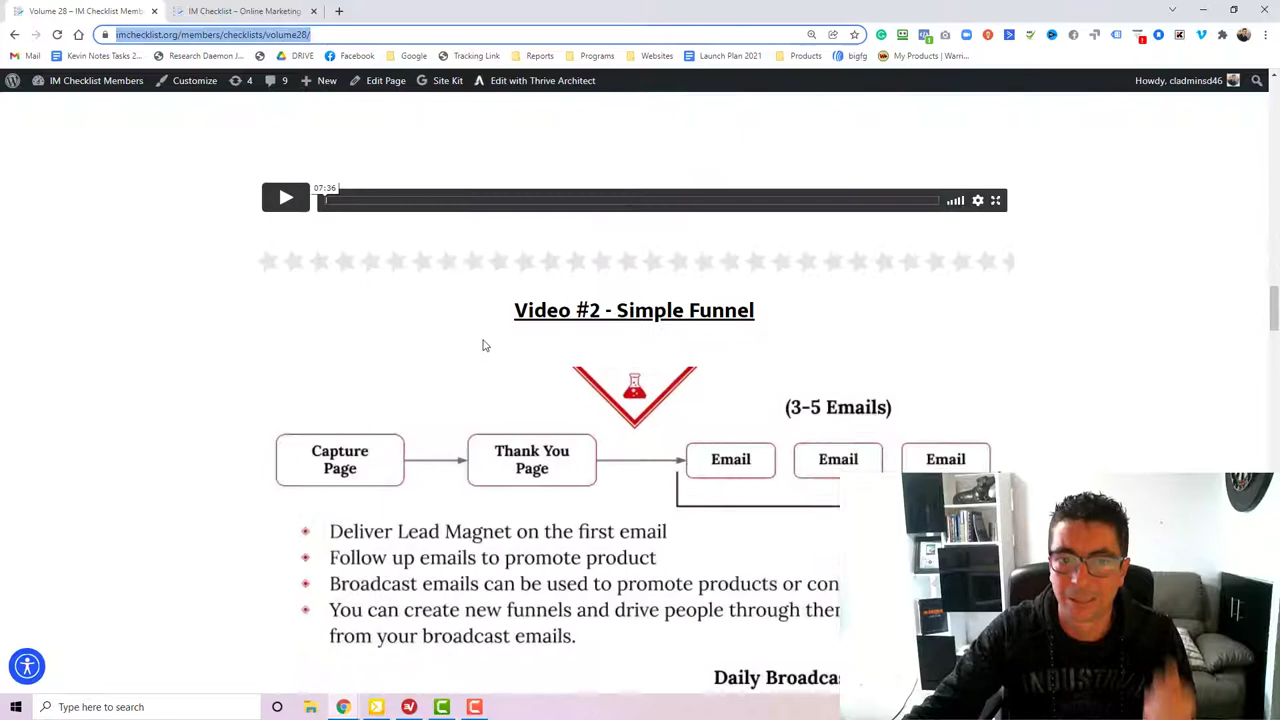 Volume 28 – IM Checklist Memb
IM Checklist – Online Marketing
imchecklist.org/members/checklists/volume28/
Mail
Kevin Notes Tasks 2...
Research Daemon J...
DRIVE
Facebook
Google
Tracking Link
Reports
Programs
Websites
Launch Plan 2021
Products
bigfg
My Products | Warri...
IM Checklist Members
Customize
4
9
New
Edit Page
Site Kit
Edit with Thrive Architect
Howdy, cladminsd46
07:36
Video #2 - Simple Funnel
(3-5 Emails)
Capture
Page
Thank You
Page
Email
Email
Email
Deliver Lead Magnet on the first email
Follow up emails to promote product
Broadcast emails can be used to promote products or con
You can create new funnels and drive people through them
from your broadcast emails.
Daily Broadca
Type here to search